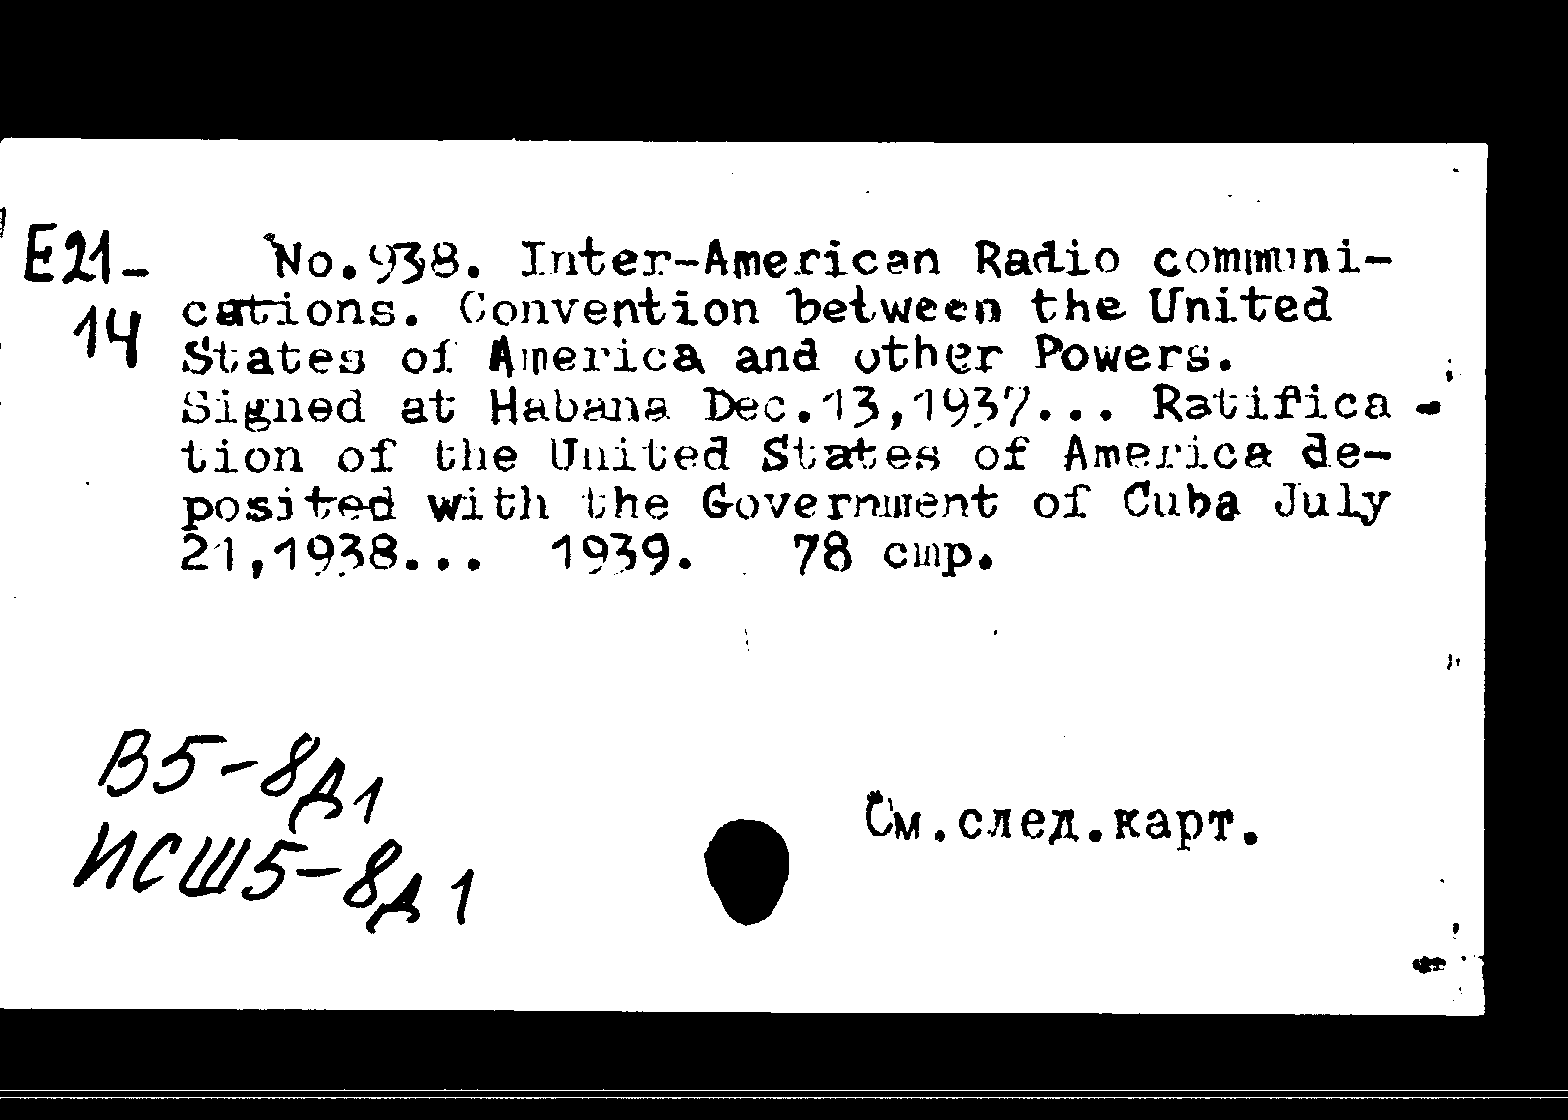 E21-
14
No.938. Inter-American Radio communi-
cations. Convention between the United
States of America and other Powers.
Signed at Habana Dec.13,1937... Ratifica-
tion of the United States of America de-
posited with the Government of Cuba July
21,1938... 1939. 78 cmp.
В5-8д1
ИСШ5-8д1
См.след.карт.